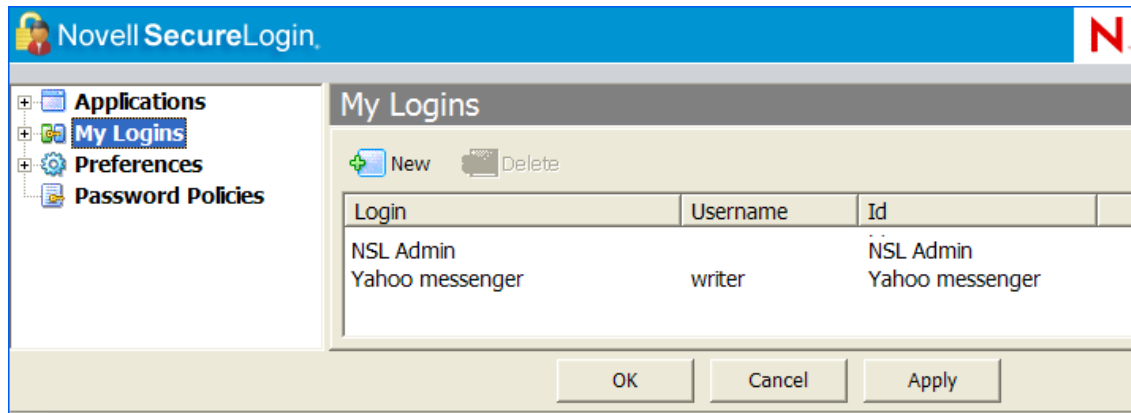 Novell SecureLogin.
N.
Applications
My Logins
Preferences
Password Policies
My Logins
New Delete
Login Username Id
NSL Admin NSL Admin
Yahoo messenger writer Yahoo messenger
OK Cancel Apply